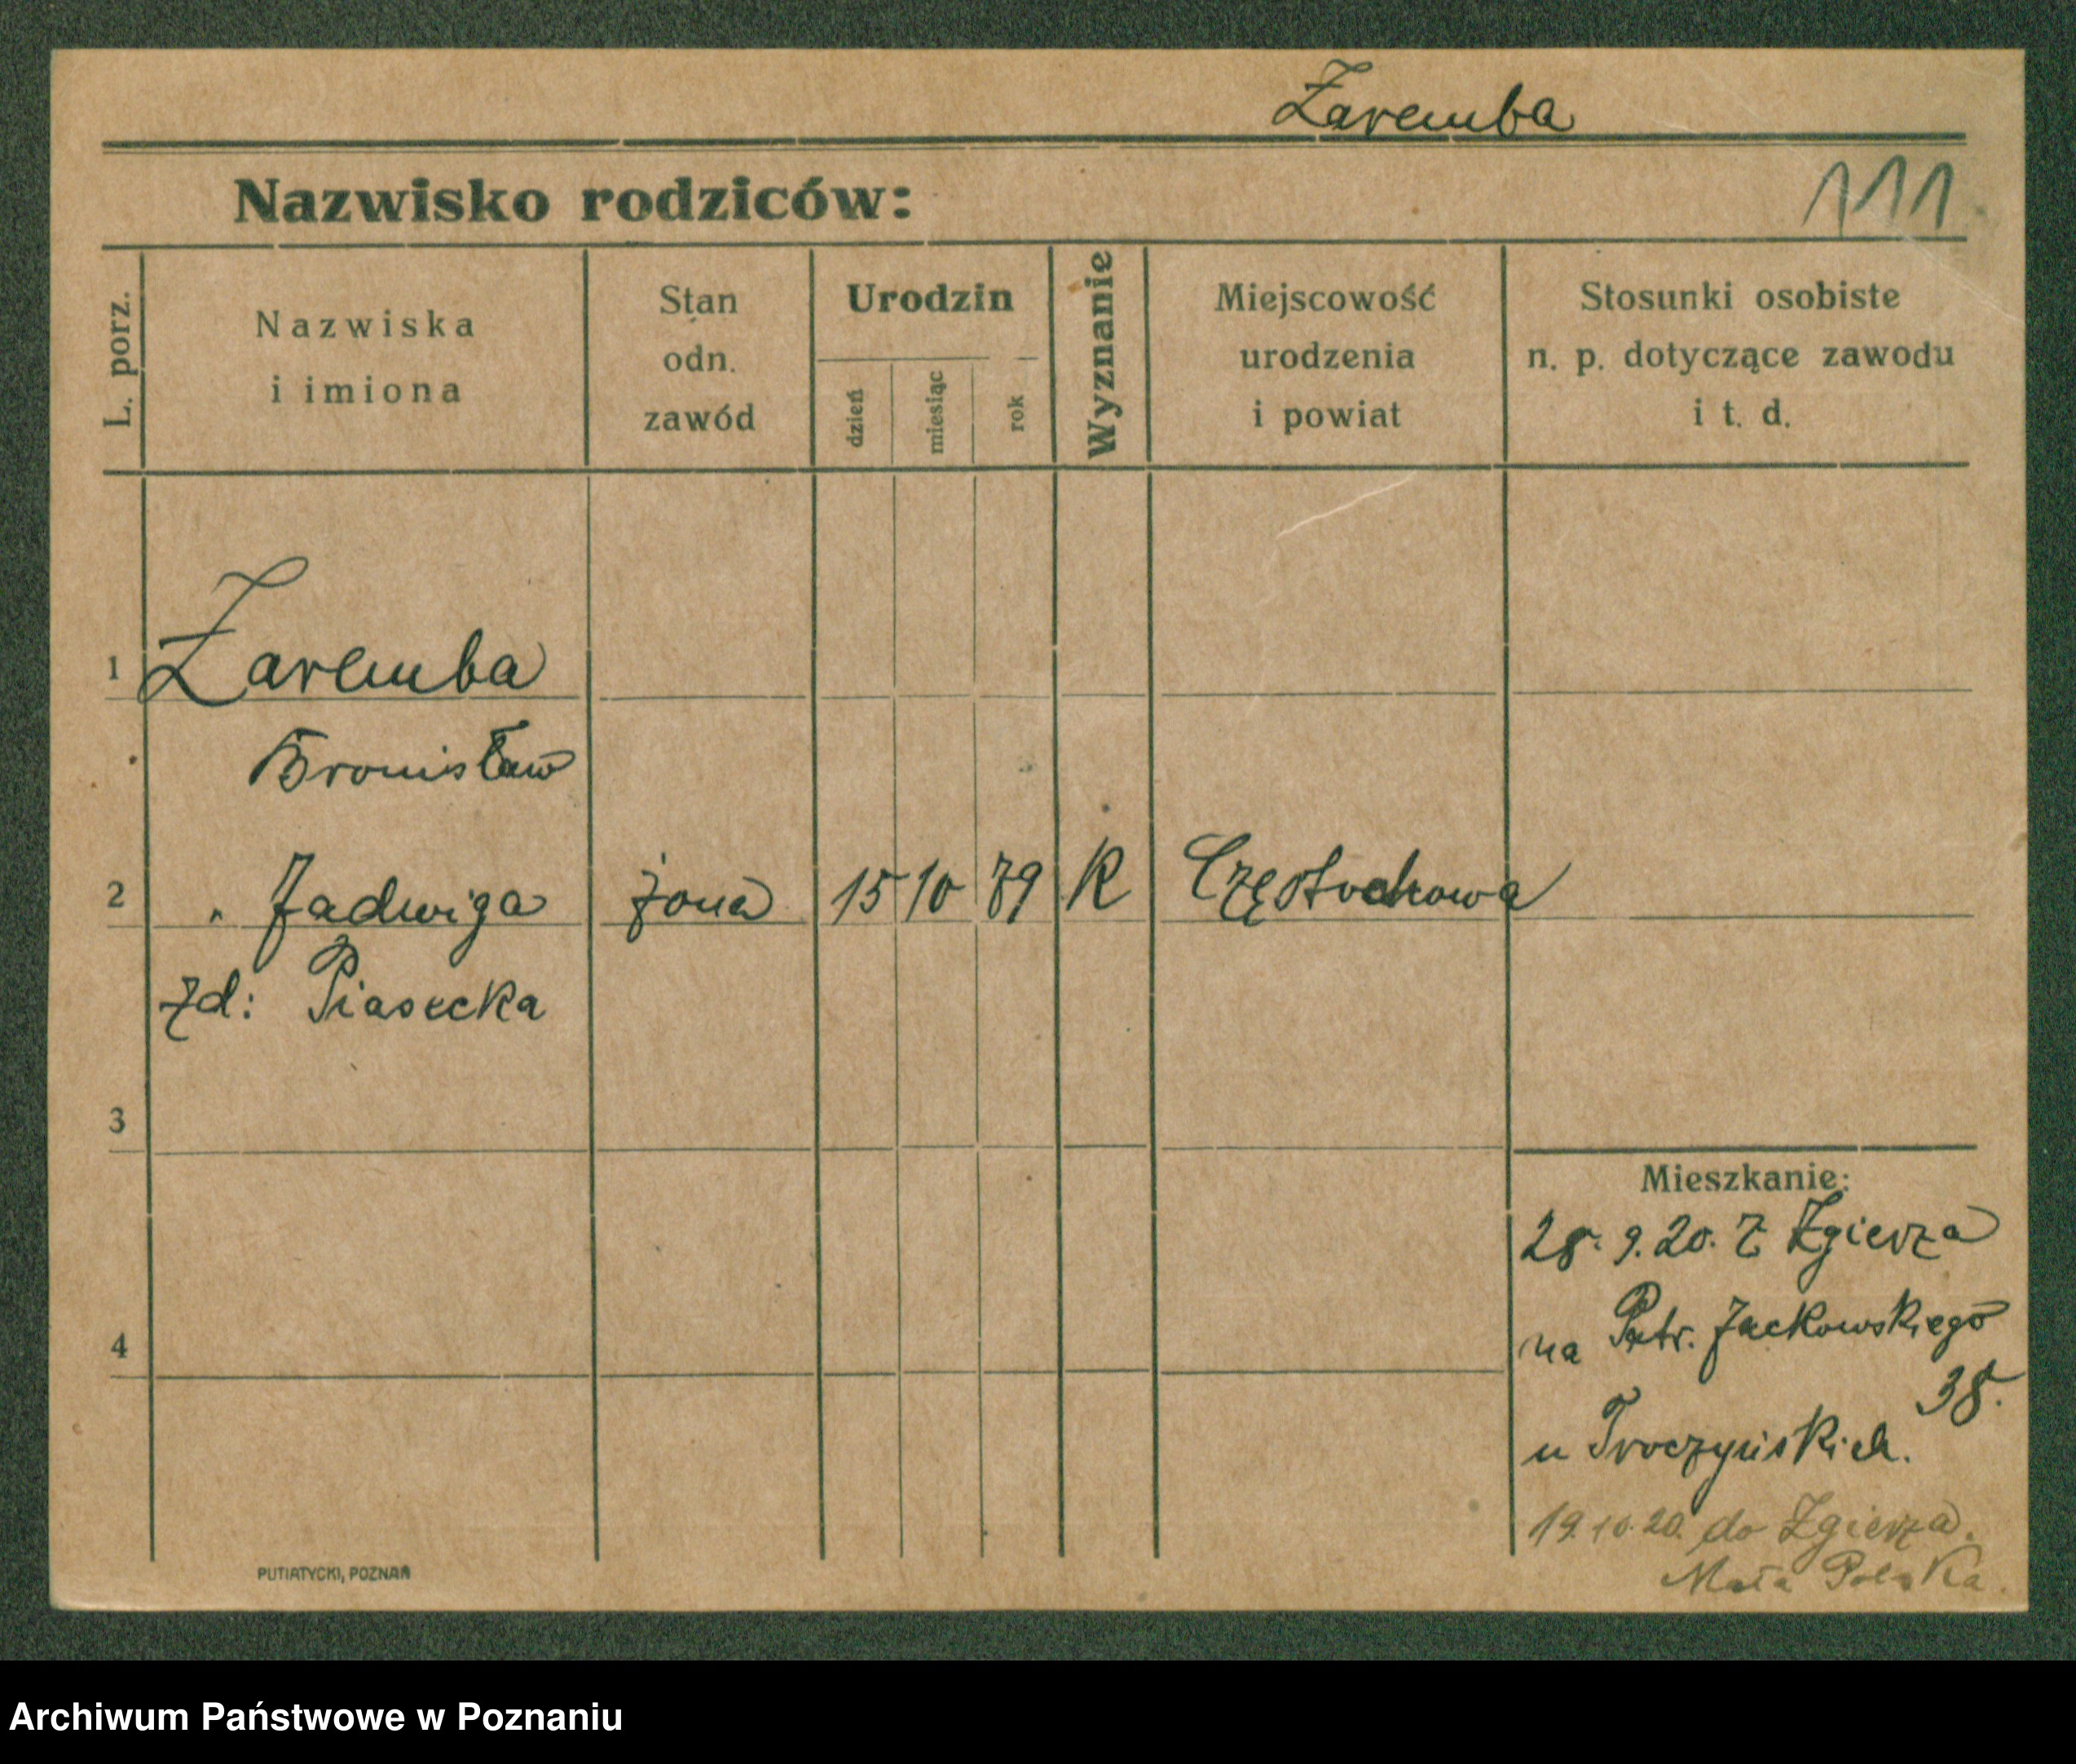 Zaremba
Nazwisko rodziców:
111
L. porz.
Nazwiska
i imiona
Stan
odn.
zawód
Urodzin
dzień
miesiąc
rok
Wyznanie
Miejscowość
urodzenia
i powiat
Stosunki osobiste
n. p. dotyczące zawodu
i t. d.
1 Zaremba
Bronisław
2 " Jadwiga żona 15 10 79 K Częstochowa
zd: Piasecka
3
Mieszkanie:
28. 9. 20. z Zgierza
na Patr. Jackowskiego
38.
4
u Troczyńskich.
19.10.20. do Zgierza.
Mała Polska.
PUTIATYCKI, POZNAŃ
Archiwum Państwowe w Poznaniu